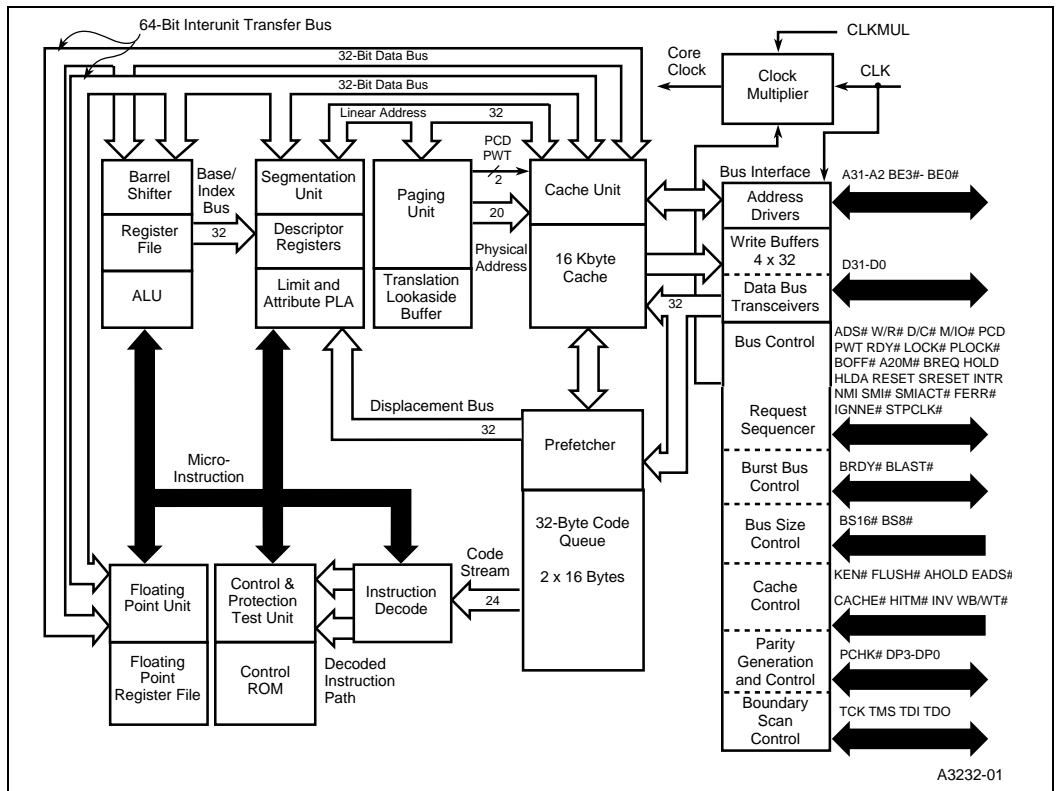 64-Bit Interunit Transfer Bus
32-Bit Data Bus
32-Bit Data Bus
Linear Address
32
CLKMUL
Core
Clock
Clock
Multiplier
CLK
PCD
PWT
2
20
Physical
Address
Barrel
Shifter
Register
File
ALU
Base/
Index
Bus
32
Segmentation
Unit
Descriptor
Registers
Limit and
Attribute PLA
Paging
Unit
Translation
Lookaside
Buffer
Cache Unit
16 Kbyte
Cache
32
Bus Interface
Address
Drivers
A31-A2 BE3#- BE0#
Write Buffers
4 x 32
Data Bus
Transceivers
D31-D0
Bus Control
ADS# W/R# D/C# M/IO# PCD
PWT RDY# LOCK# PLOCK#
BOFF# A20M# BREQ HOLD
HLDA RESET SRESET INTR
NMI SMI# SMIACT# FERR#
IGNNE# STPCLK#
Request
Sequencer
Burst Bus
Control
BRDY# BLAST#
Bus Size
Control
BS16# BS8#
Cache
Control
KEN# FLUSH# AHOLD EADS#
CACHE# HITM# INV WB/WT#
Parity
Generation
and Control
PCHK# DP3-DP0
Boundary
Scan
Control
TCK TMS TDI TDO
Displacement Bus
32
Prefetcher
32-Byte Code
Queue
2 x 16 Bytes
Micro-
Instruction
Code
Stream
24
Floating
Point Unit
Floating
Point
Register File
Control &
Protection
Test Unit
Control
ROM
Instruction
Decode
Decoded
Instruction
Path
A3232-01